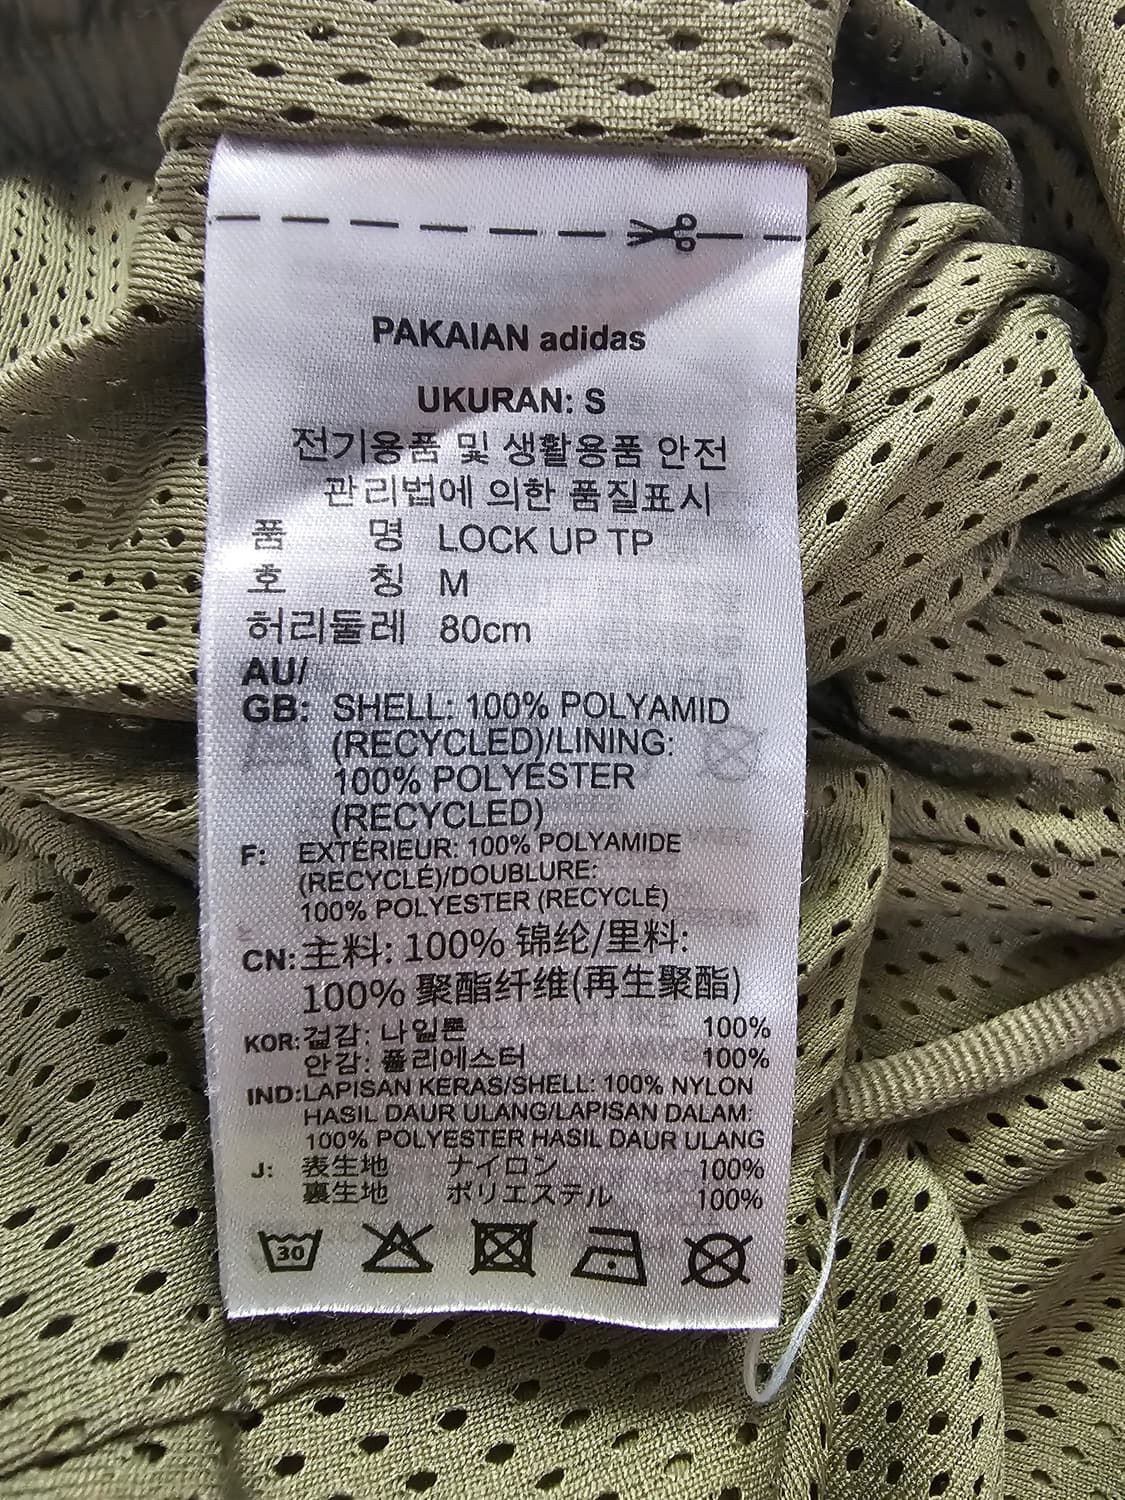 PAKAIAN adidas
UKURAN: S
전기용품 및 생활용품 안전
관리법에 의한 품질표시
품 명 LOCK UP TP
호 칭 M
허리둘레 80cm
AU/
GB: SHELL: 100% POLYAMID
(RECYCLED)/LINING:
100% POLYESTER
(RECYCLED)
F: EXTÉRIEUR: 100% POLYAMIDE
(RECYCLÉ)/DOUBLURE:
100% POLYESTER (RECYCLÉ)
CN: 主料: 100% 锦纶/里料:
100% 聚酯纤维(再生聚酯)
KOR: 겉감: 나일론 100%
안감: 폴리에스터 100%
IND: LAPISAN KERAS/SHELL: 100% NYLON
HASIL DAUR ULANG/LAPISAN DALAM:
100% POLYESTER HASIL DAUR ULANG
J: 表生地 ナイロン 100%
裏生地 ポリエステル 100%
30